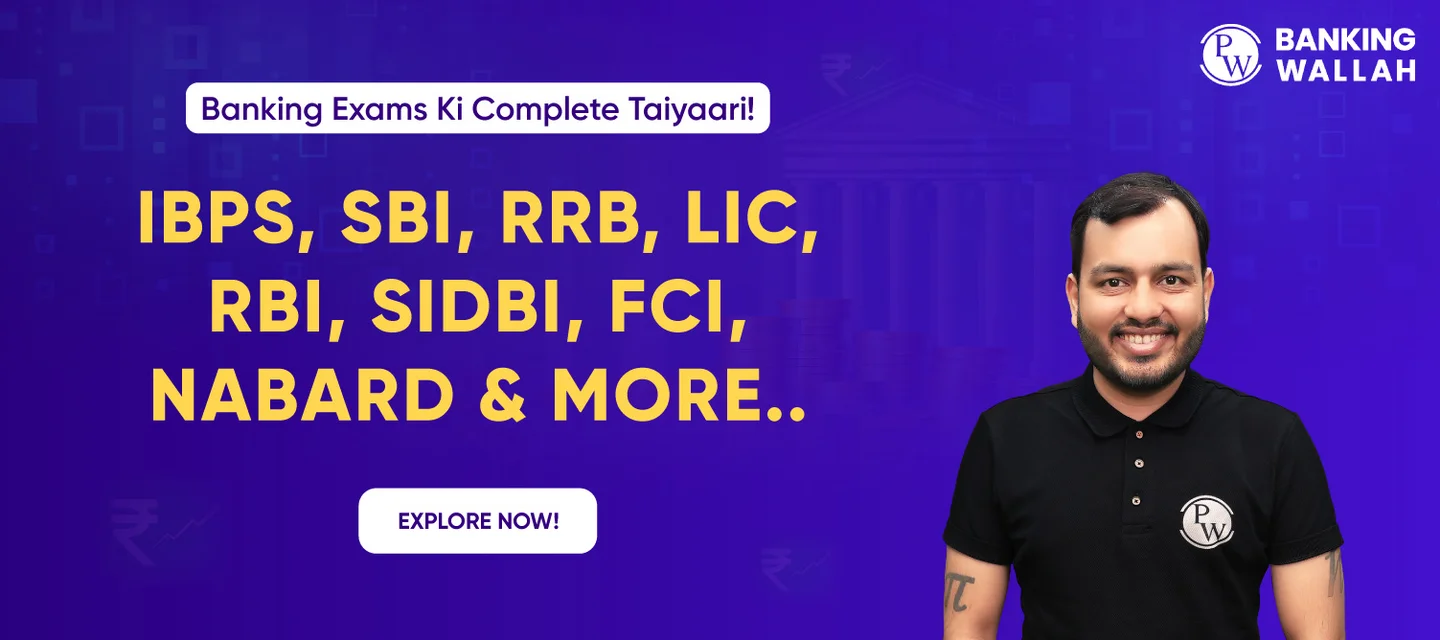 PW BANKING
WALLAH
Banking Exams Ki Complete Taiyaari!
IBPS, SBI, RRB, LIC,
RBI, SIDBI, FCI,
NABARD & MORE..
EXPLORE NOW!
PW
π